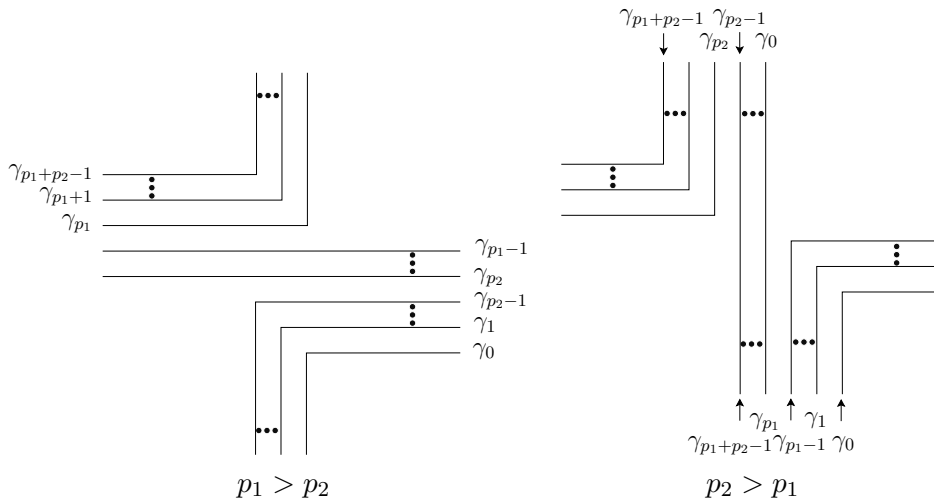 γ_{p_1+p_2-1}
γ_{p_1+1}
γ_{p_1}
γ_{p_1-1}
γ_{p_2}
γ_{p_2-1}
γ_1
γ_0
p_1 > p_2
γ_{p_1+p_2-1} γ_{p_2-1}
γ_{p_2} γ_0
γ_{p_1} γ_1
γ_{p_1+p_2-1} γ_{p_1-1} γ_0
p_2 > p_1